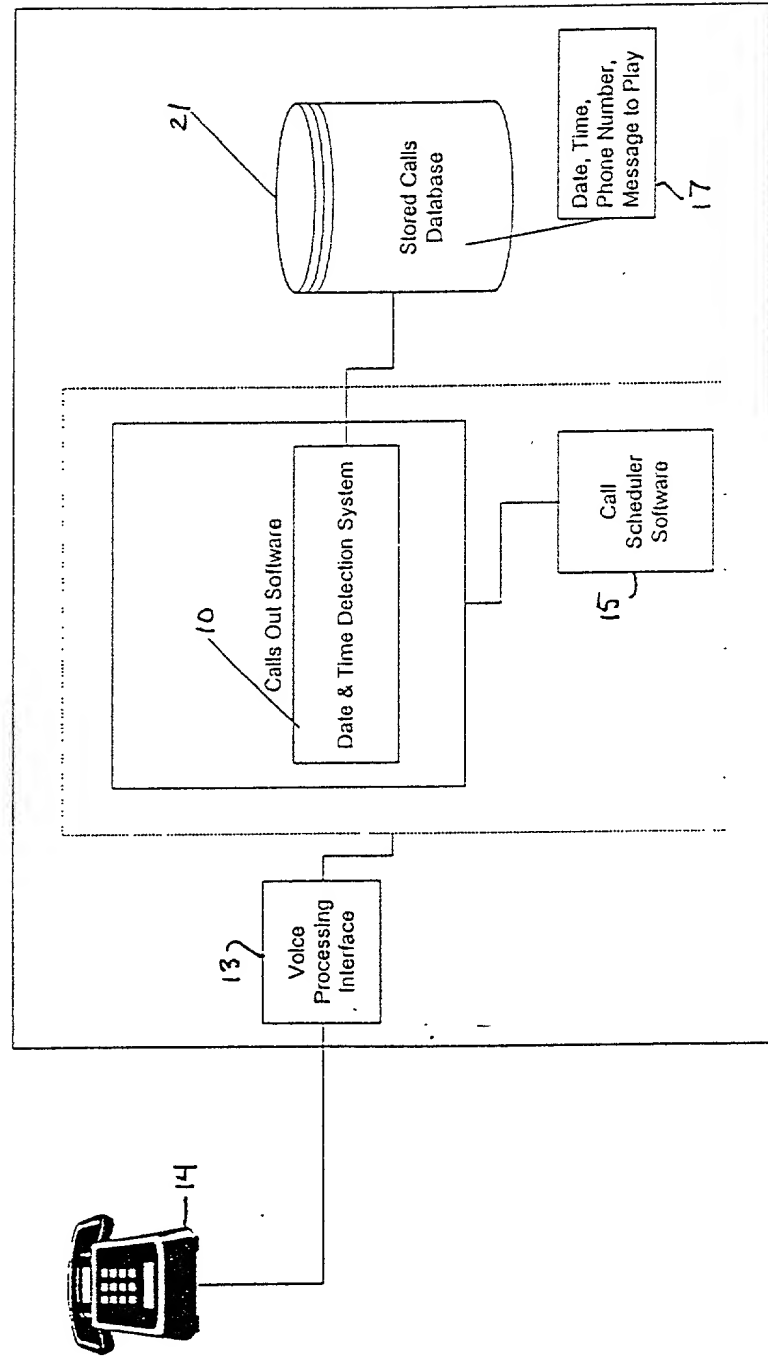 14
13
Voice
Processing
Interface
10
Calls Out Software
Date & Time Detection System
Call
Scheduler
Software
15
21
Stored Calls
Database
Date, Time,
Phone Number,
Message to Play
17